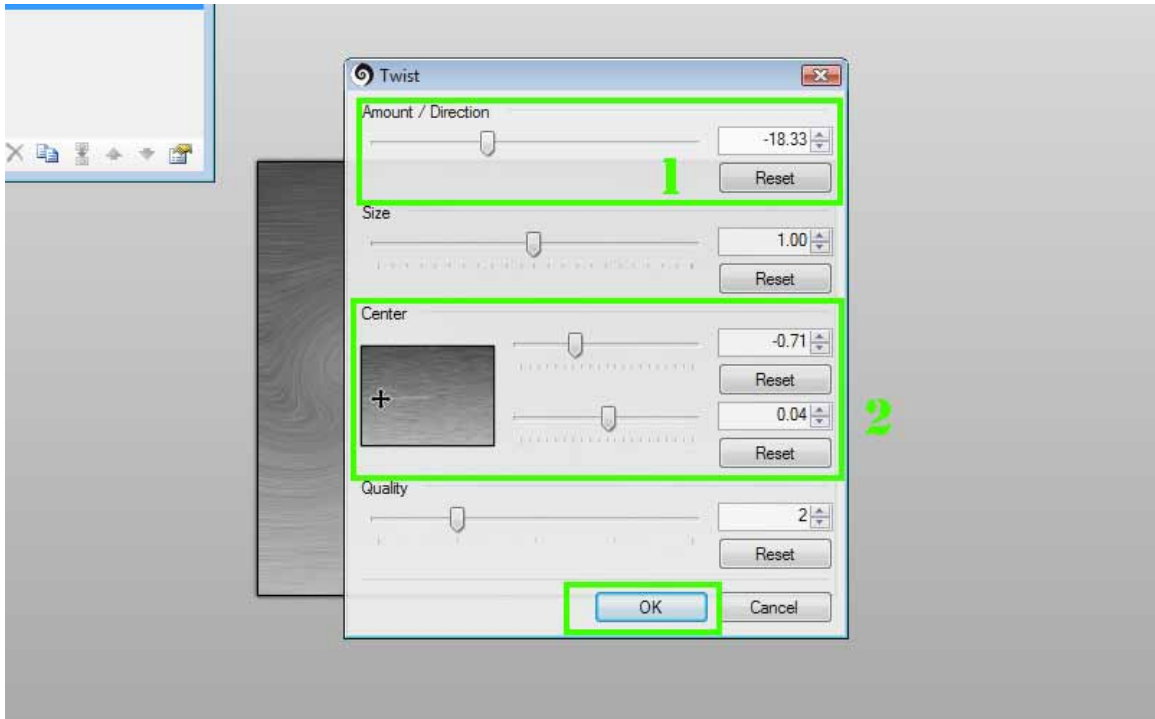 Twist
Amount / Direction
-18.33
1
Reset
Size
1.00
Reset
Center
-0.71
Reset
0.04
2
Reset
Quality
2
Reset
OK Cancel